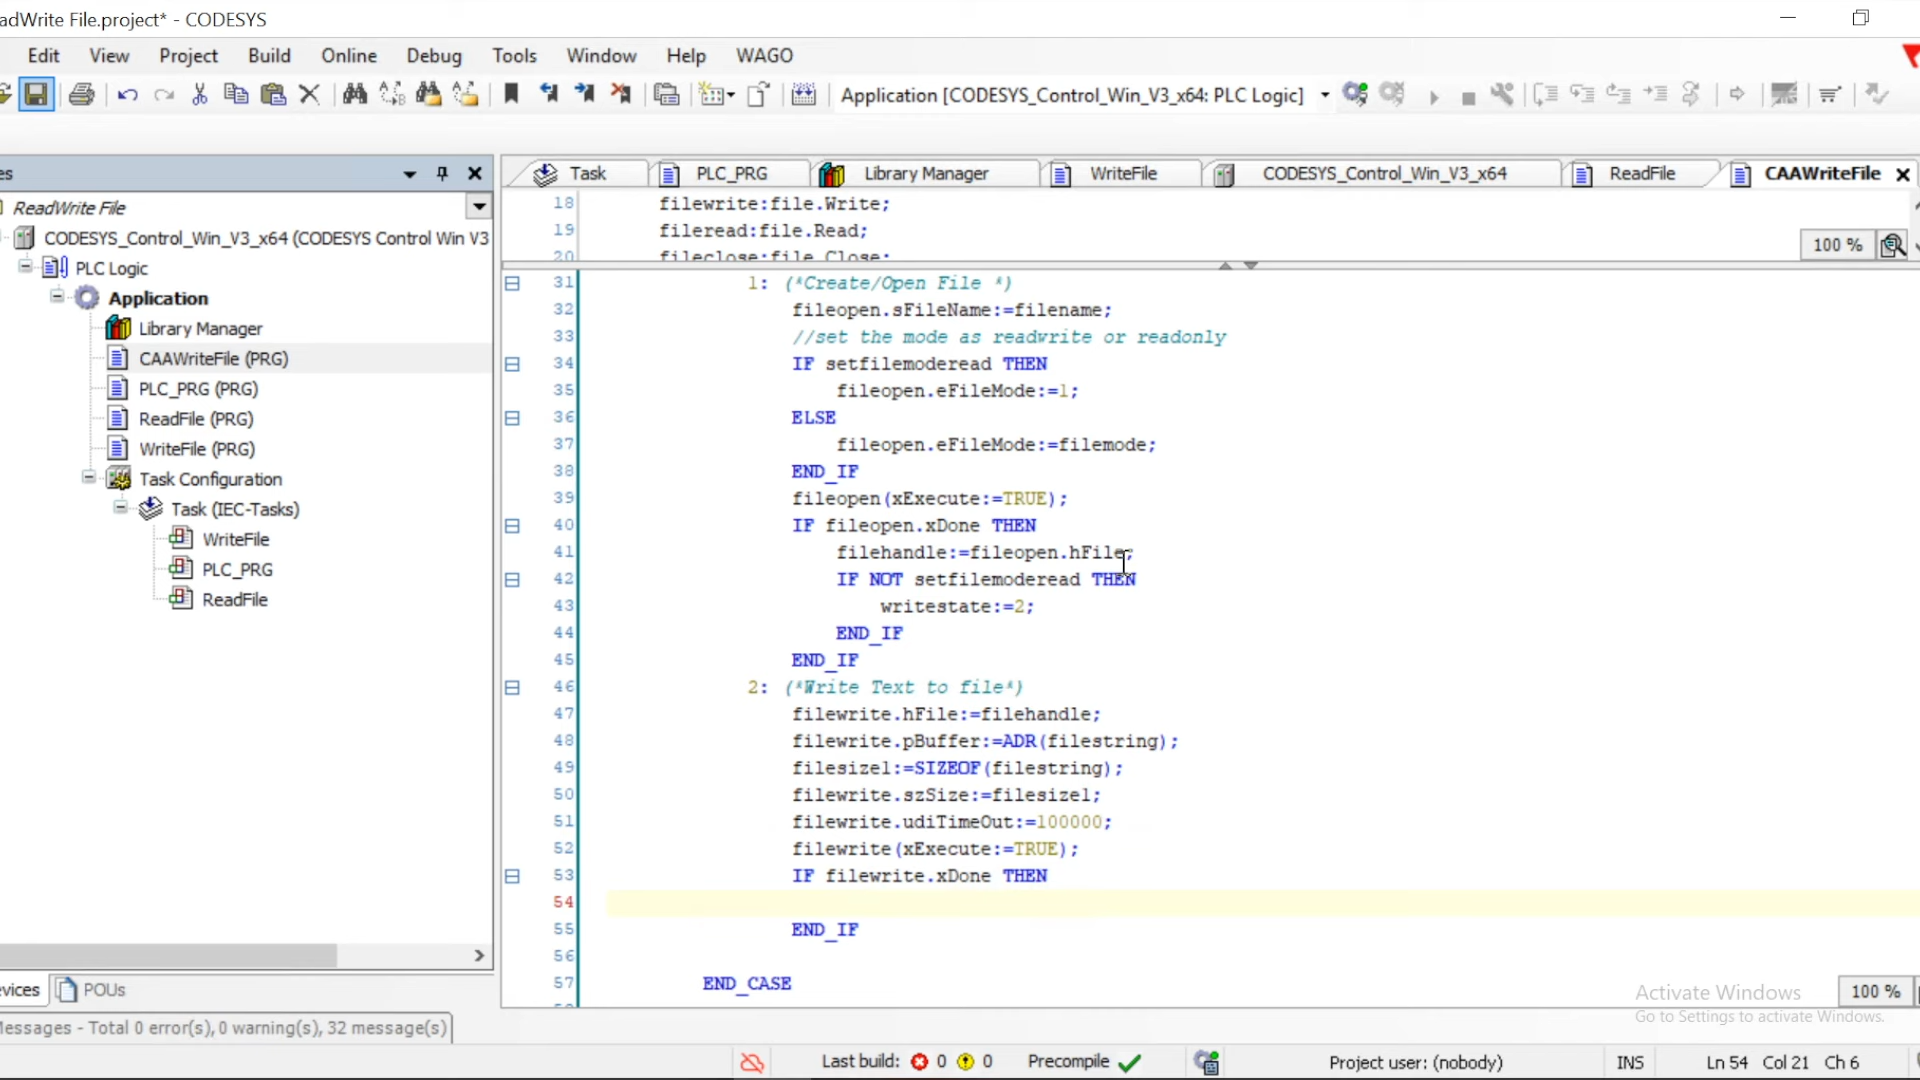 adWrite File.project* - CODESYS
Edit View Project Build Online Debug Tools Window Help WAGO
Application [CODESYS_Control_Win_V3_x64: PLC Logic]
es
Task PLC_PRG Library Manager WriteFile CODESYS_Control_Win_V3_x64 ReadFile CAAWriteFile
ReadWrite File
CODESYS_Control_Win_V3_x64 (CODESYS Control Win V3
PLC Logic
Application
Library Manager
CAAWriteFile (PRG)
PLC_PRG (PRG)
ReadFile (PRG)
WriteFile (PRG)
Task Configuration
Task (IEC-Tasks)
WriteFile
PLC_PRG
ReadFile
evices POUs
Messages - Total 0 error(s), 0 warning(s), 32 message(s)
18 filewrite:file.Write;
19 fileread:file.Read;
20 fileclose:file.Close;
100 %
31 1: (*Create/Open File *)
32 fileopen.sFileName:=filename;
33 //set the mode as readwrite or readonly
34 IF setfilemoderead THEN
35 fileopen.eFileMode:=1;
36 ELSE
37 fileopen.eFileMode:=filemode;
38 END_IF
39 fileopen(xExecute:=TRUE);
40 IF fileopen.xDone THEN
41 filehandle:=fileopen.hFile;
42 IF NOT setfilemoderead THEN
43 writestate:=2;
44 END_IF
45 END_IF
46 2: (*Write Text to file*)
47 filewrite.hFile:=filehandle;
48 filewrite.pBuffer:=ADR(filestring);
49 filesize1:=SIZEOF(filestring);
50 filewrite.szSize:=filesize1;
51 filewrite.udiTimeOut:=100000;
52 filewrite(xExecute:=TRUE);
53 IF filewrite.xDone THEN
54
55 END_IF
56
57 END_CASE
100 %
Activate Windows
Go to Settings to activate Windows.
Last build: 0 0 Precompile Project user: (nobody) INS Ln 54 Col 21 Ch 6